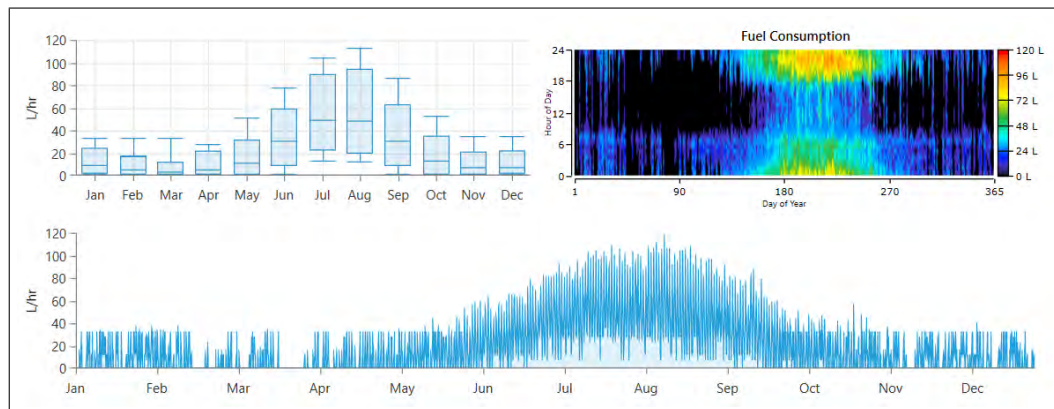 Fuel Consumption
120
100
80
60
40
20
0
L/hr
Jan Feb Mar Apr May Jun Jul Aug Sep Oct Nov Dec
24
18
12
6
0
Hour of Day
1 90 180 270 365
Day of Year
120 L
96 L
72 L
48 L
24 L
0 L
120
100
80
60
40
20
0
L/hr
Jan Feb Mar Apr May Jun Jul Aug Sep Oct Nov Dec